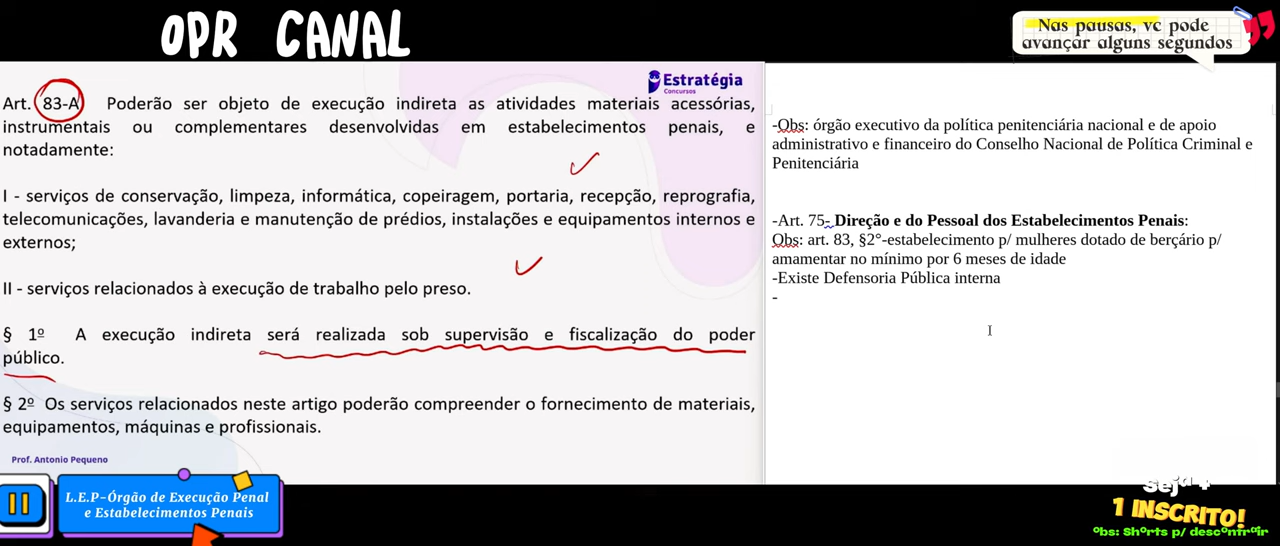 OPR CANAL
Nas pausas, vc pode
avançar alguns segundos
Estratégia
Concursos
Art. 83-A Poderão ser objeto de execução indireta as atividades materiais acessórias,
instrumentais ou complementares desenvolvidas em estabelecimentos penais, e
notadamente:
I - serviços de conservação, limpeza, informática, copeiragem, portaria, recepção, reprografia,
telecomunicações, lavanderia e manutenção de prédios, instalações e equipamentos internos e
externos;
II - serviços relacionados à execução de trabalho pelo preso.
§ 1º A execução indireta será realizada sob supervisão e fiscalização do poder
público.
§ 2º Os serviços relacionados neste artigo poderão compreender o fornecimento de materiais,
equipamentos, máquinas e profissionais.
Prof. Antonio Pequeno
-Obs: órgão executivo da política penitenciária nacional e de apoio
administrativo e financeiro do Conselho Nacional de Política Criminal e
Penitenciária
-Art. 75- Direção e do Pessoal dos Estabelecimentos Penais:
Obs: art. 83, §2°-estabelecimento p/ mulheres dotado de berçário p/
amamentar no mínimo por 6 meses de idade
-Existe Defensoria Pública interna
-
L.E.P-Órgão de Execução Penal
e Estabelecimentos Penais
Seja +
1 INSCRITO!
Obs: Shorts p/ descontrair